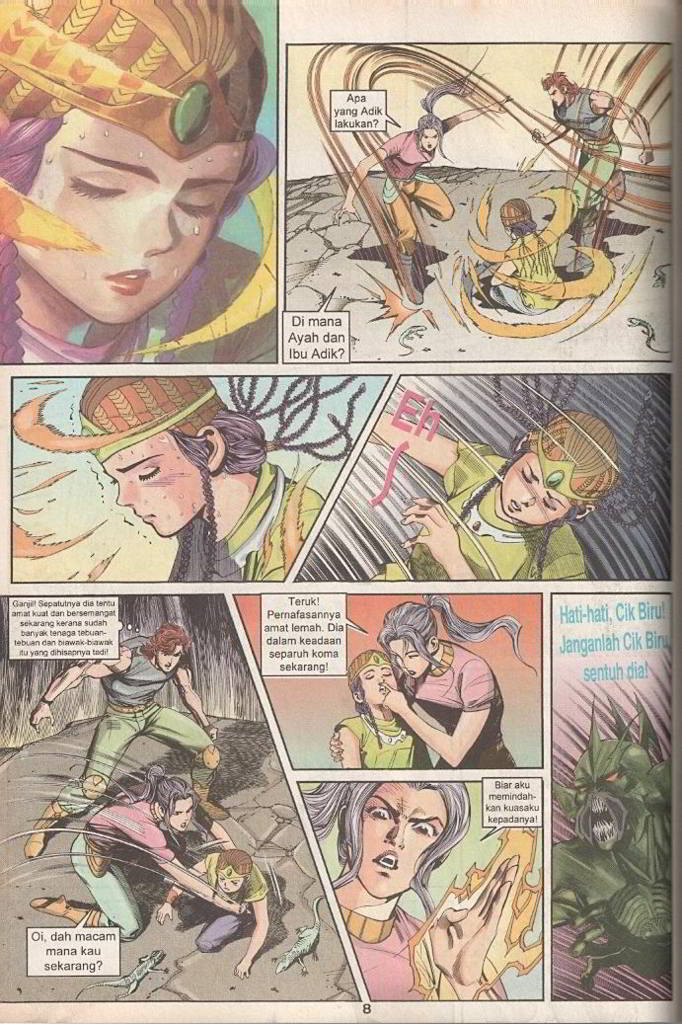 Apa
yang Adik
lakukan?
Di mana
Ayah dan
Ibu Adik?
Eh
Ganjil! Sepatutnya dia tentu
amat kuat dan bersemangat
sekarang kerana sudah
banyak tenaga tebuan-
tebuan dan biawak-biawak
itu yang dihisapnya tadi!
Oi, dah macam
mana kau
sekarang?
Teruk!
Pernafasannya
amat lemah. Dia
dalam keadaan
separuh koma
sekarang!
Biar aku
memindah-
kan kuasaku
kepadanya!
Hati-hati, Cik Biru!
Janganlah Cik Biru
sentuh dia!
8